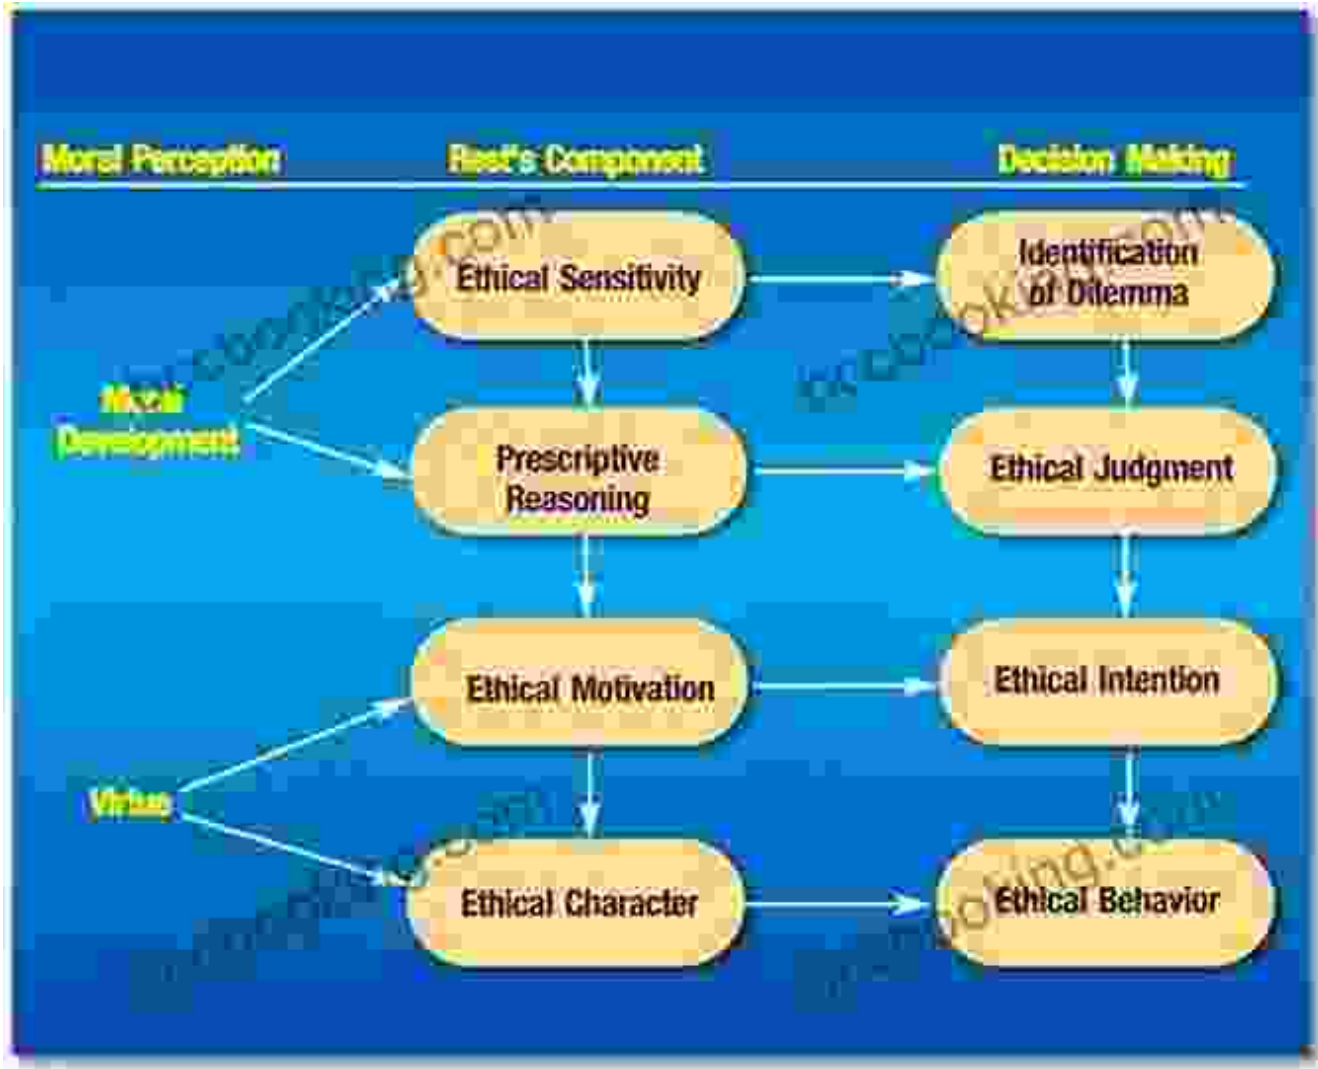 Moral Perception Rest's Component Decision Making
Ethical Sensitivity
Identification
of Dilemma
Moral
Development
Prescriptive
Reasoning
Ethical Judgment
Ethical Motivation
Ethical Intention
Virtue
Ethical Character
Ethical Behavior